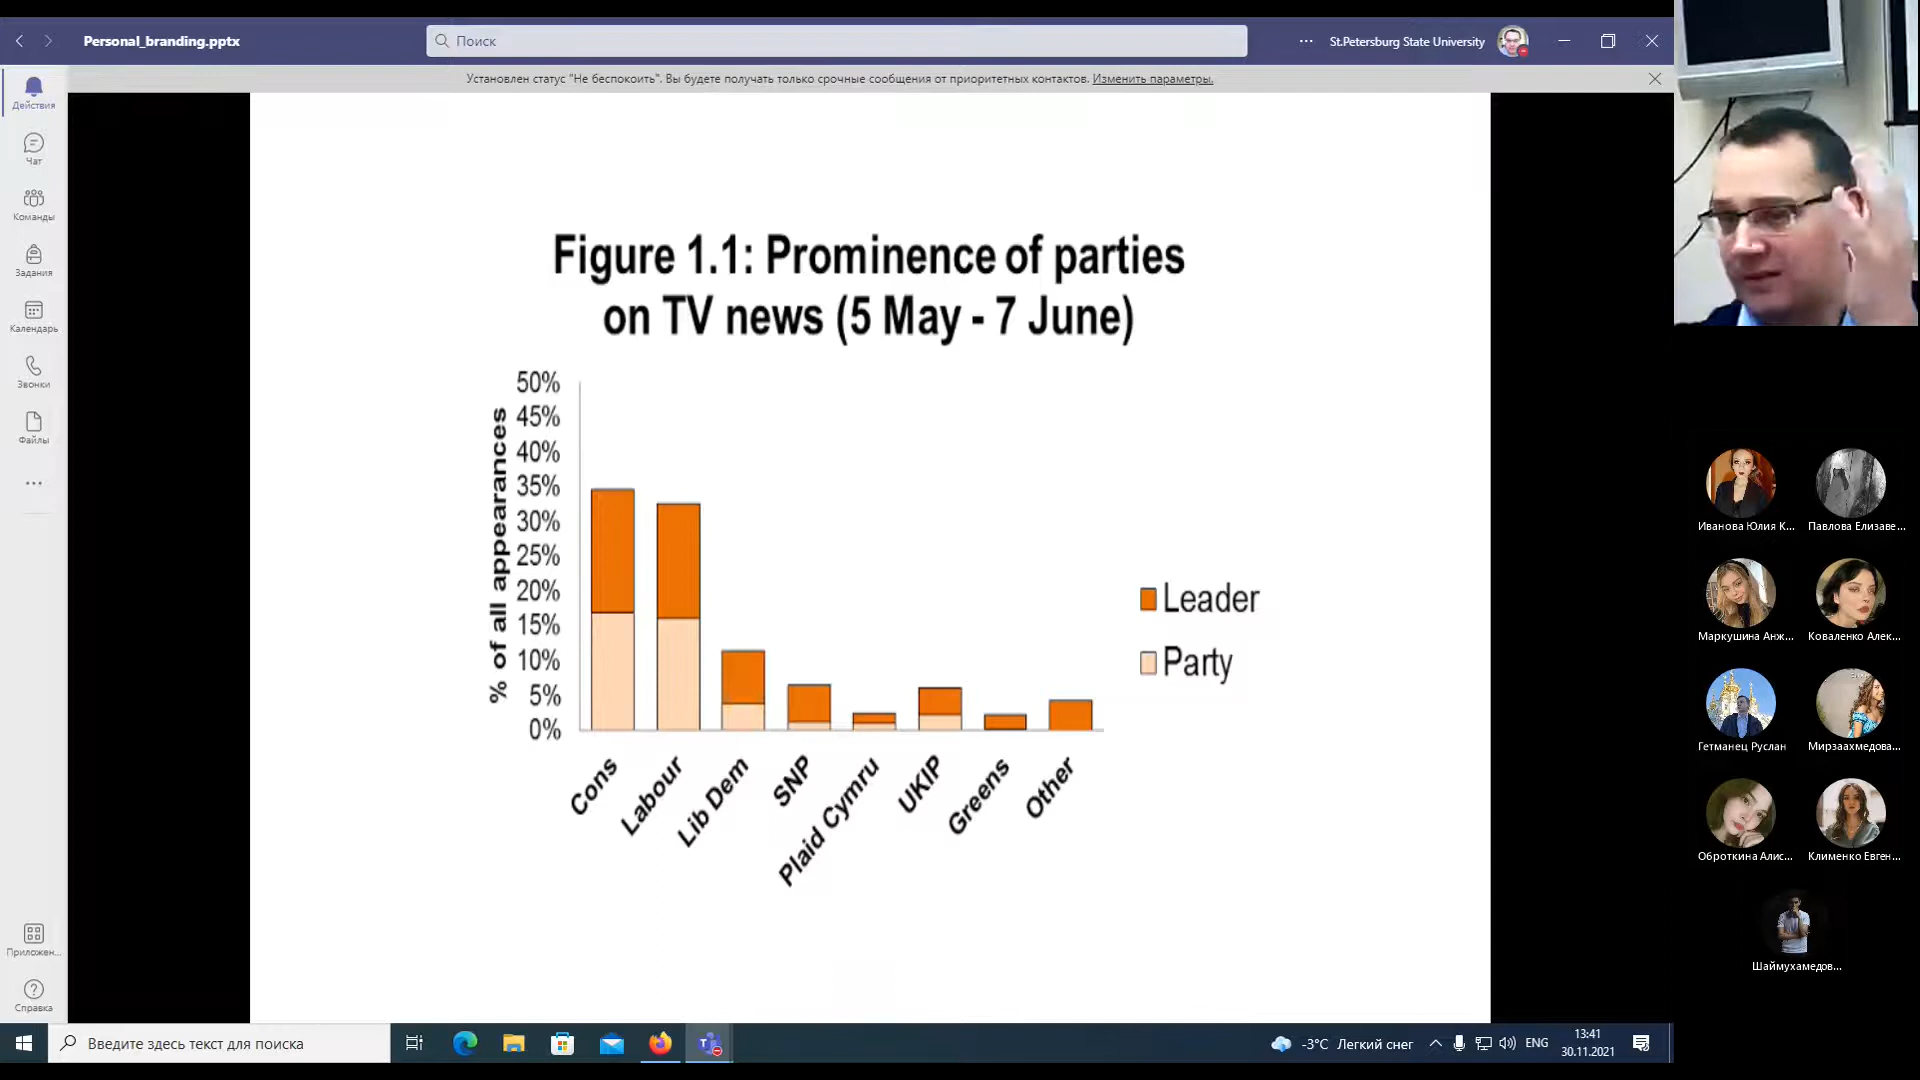 Personal_branding.pptx
Поиск
St.Petersburg State University
Установлен статус "Не беспокоить". Вы будете получать только срочные сообщения от приоритетных контактов. Изменить параметры.
Действия
Чат
Команды
Задания
Календарь
Звонки
Файлы
Приложен...
Справка
Figure 1.1: Prominence of parties
on TV news (5 May - 7 June)
% of all appearances
50%
45%
40%
35%
30%
25%
20%
15%
10%
5%
0%
Cons
Labour
Lib Dem
SNP
Plaid Cymru
UKIP
Greens
Other
Leader
Party
Иванова Юлия К...
Павлова Елизаве...
Маркушина Анж...
Коваленко Алек...
Гетманец Руслан
Мирзаахмедова...
Оброткина Алис...
Клименко Евген...
Шаймухамедов...
Введите здесь текст для поиска
-3°C Легкий снег
ENG
13:41
30.11.2021